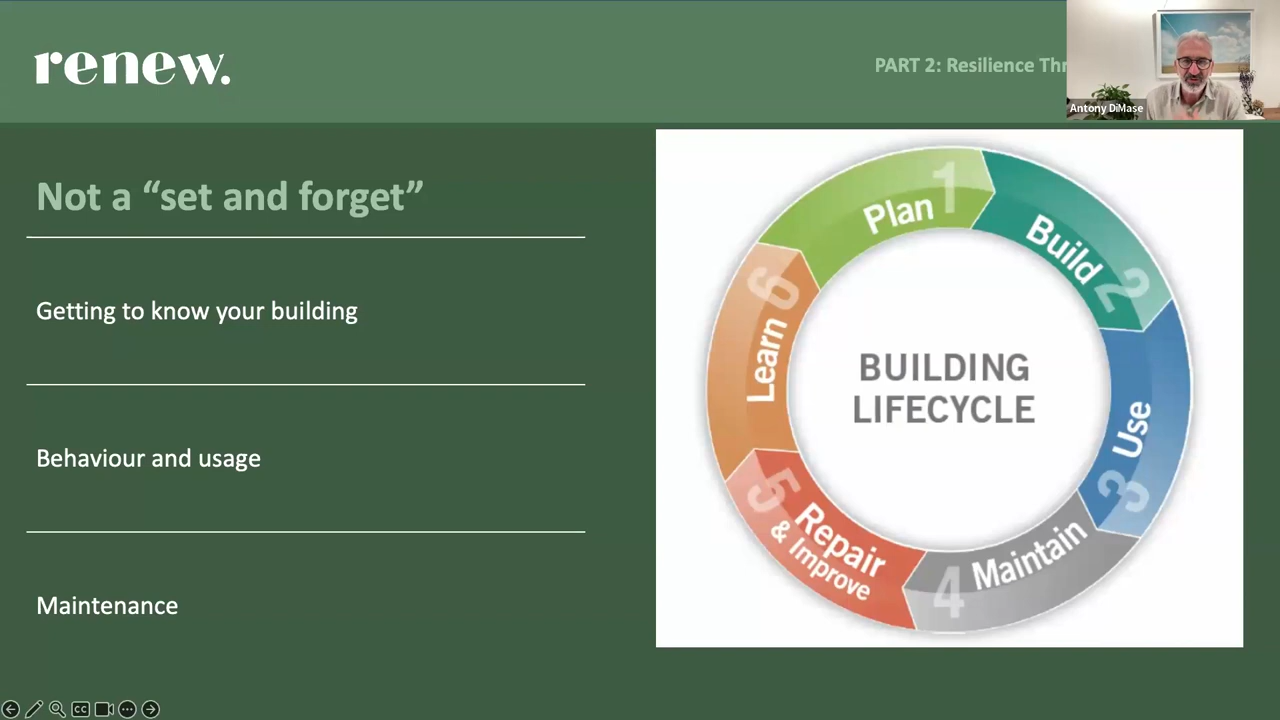 renew.
PART 2: Resilience
Antony DiMase
Not a “set and forget”
Getting to know your building
Behaviour and usage
Maintenance
Plan 1
Build 2
Use 3
Maintain 4
5 Repair
& Improve
Learn 6
BUILDING
LIFECYCLE
CC